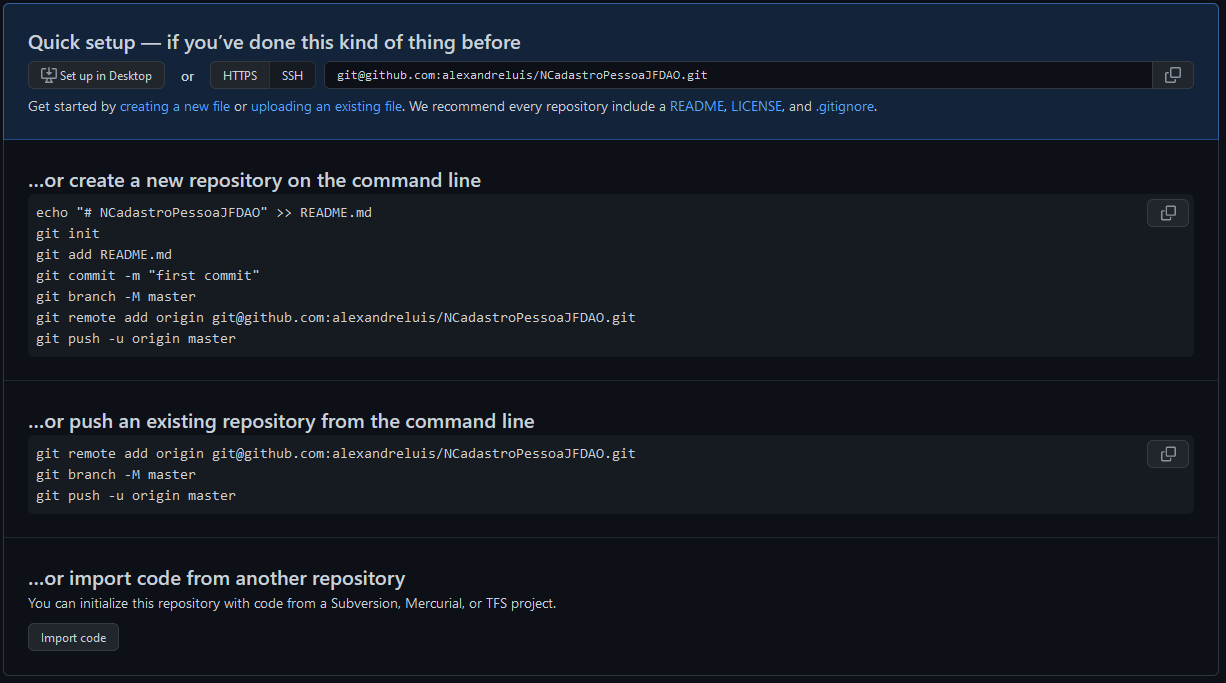 Quick setup — if you’ve done this kind of thing before
Set up in Desktop or HTTPS SSH git@github.com:alexandreluis/NCadastroPessoaJFDAO.git
Get started by creating a new file or uploading an existing file. We recommend every repository include a README, LICENSE, and .gitignore.
…or create a new repository on the command line
echo "# NCadastroPessoaJFDAO" >> README.md
git init
git add README.md
git commit -m "first commit"
git branch -M master
git remote add origin git@github.com:alexandreluis/NCadastroPessoaJFDAO.git
git push -u origin master
…or push an existing repository from the command line
git remote add origin git@github.com:alexandreluis/NCadastroPessoaJFDAO.git
git branch -M master
git push -u origin master
…or import code from another repository
You can initialize this repository with code from a Subversion, Mercurial, or TFS project.
Import code